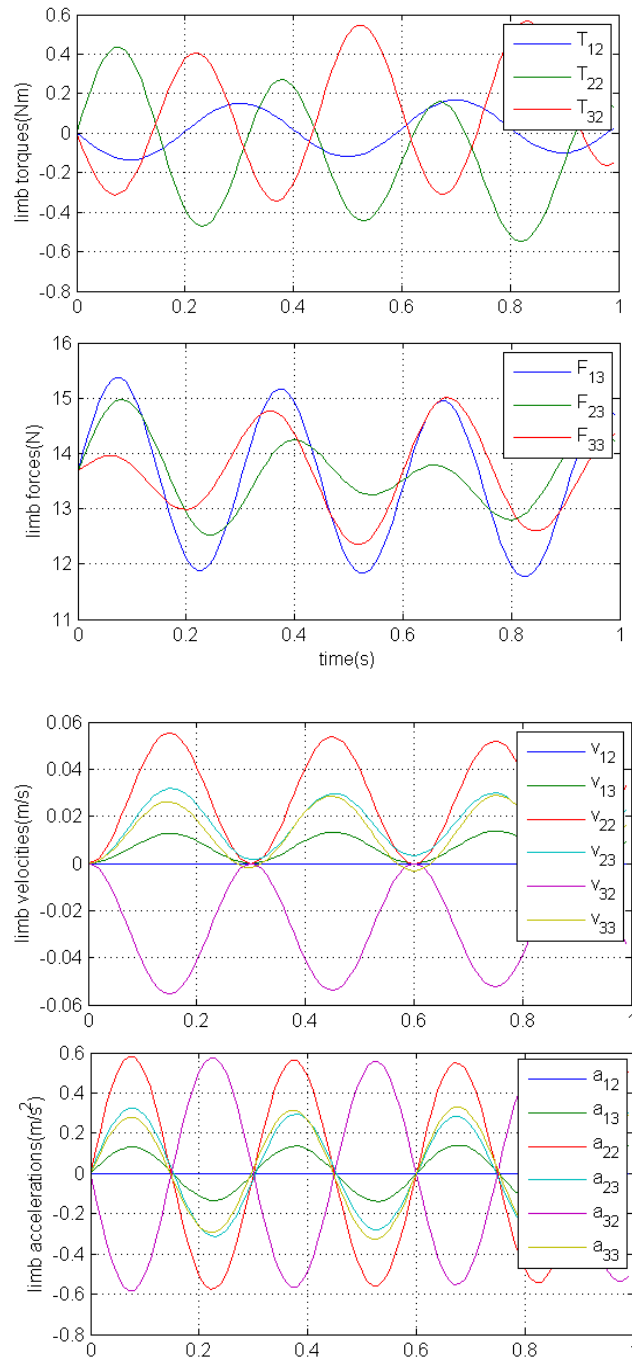 limb torques(Nm)
0.6
0.4
0.2
0
-0.2
-0.4
-0.6
-0.8
0
0.2
0.4
0.6
0.8
1
T12
T22
T32
limb forces(N)
16
15
14
13
12
11
0
0.2
0.4
0.6
0.8
1
time(s)
F13
F23
F33
limb velocities(m/s)
0.06
0.04
0.02
0
-0.02
-0.04
-0.06
0
0.2
0.4
0.6
0.8
1
v12
v13
v22
v23
v32
v33
limb accelerations(m/s²)
0.6
0.4
0.2
0
-0.2
-0.4
-0.6
-0.8
0
0.2
0.4
0.6
0.8
1
a12
a13
a22
a23
a32
a33